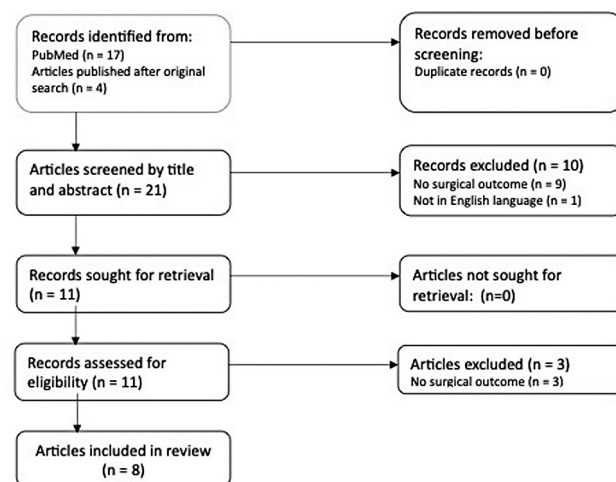 Records identified from:
PubMed (n = 17)
Articles published after original
search (n = 4)
Records removed before
screening:
Duplicate records (n = 0)
Articles screened by title
and abstract (n = 21)
Records excluded (n = 10)
No surgical outcome (n = 9)
Not in English language (n = 1)
Records sought for retrieval
(n = 11)
Articles not sought for
retrieval: (n=0)
Records assessed for
eligibility (n = 11)
Articles excluded (n = 3)
No surgical outcome (n = 3)
Articles included in review
(n = 8)